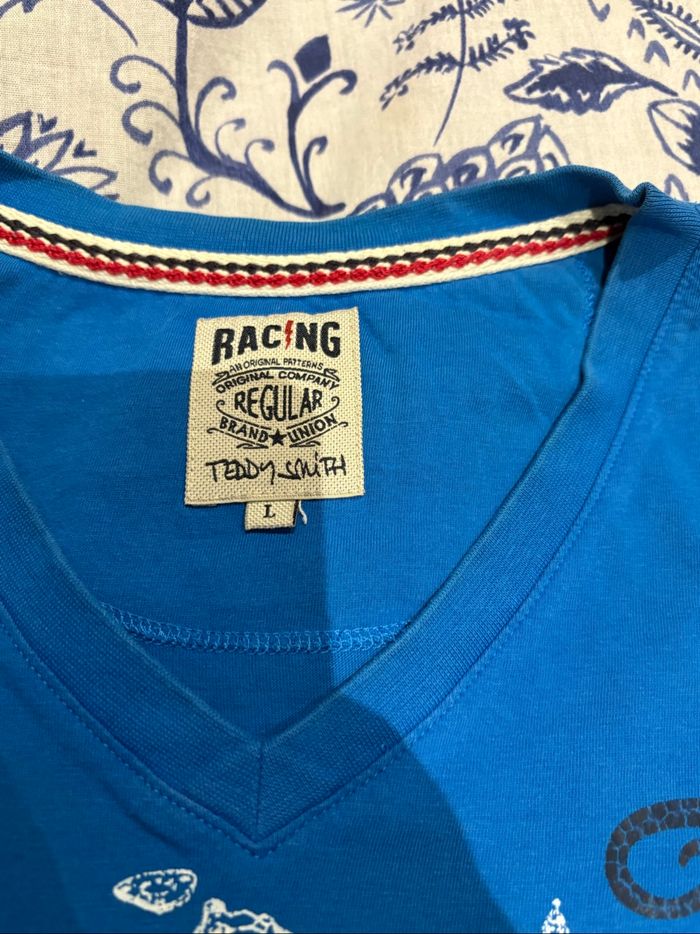 RACING
AN ORIGINAL PATTERNS
ORIGINAL COMPANY
REGULAR
BRAND★UNION
TEDDY SMITH
L